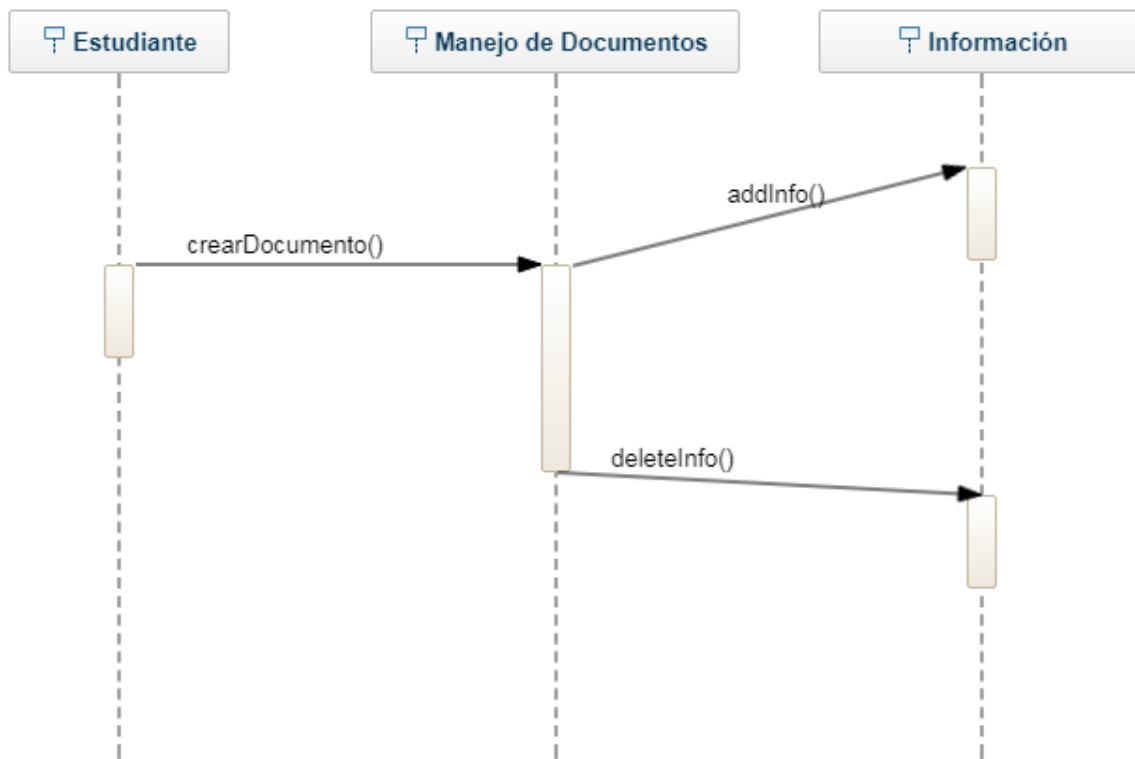 Estudiante
Manejo de Documentos
Información
addInfo()
crearDocumento()
deleteInfo()